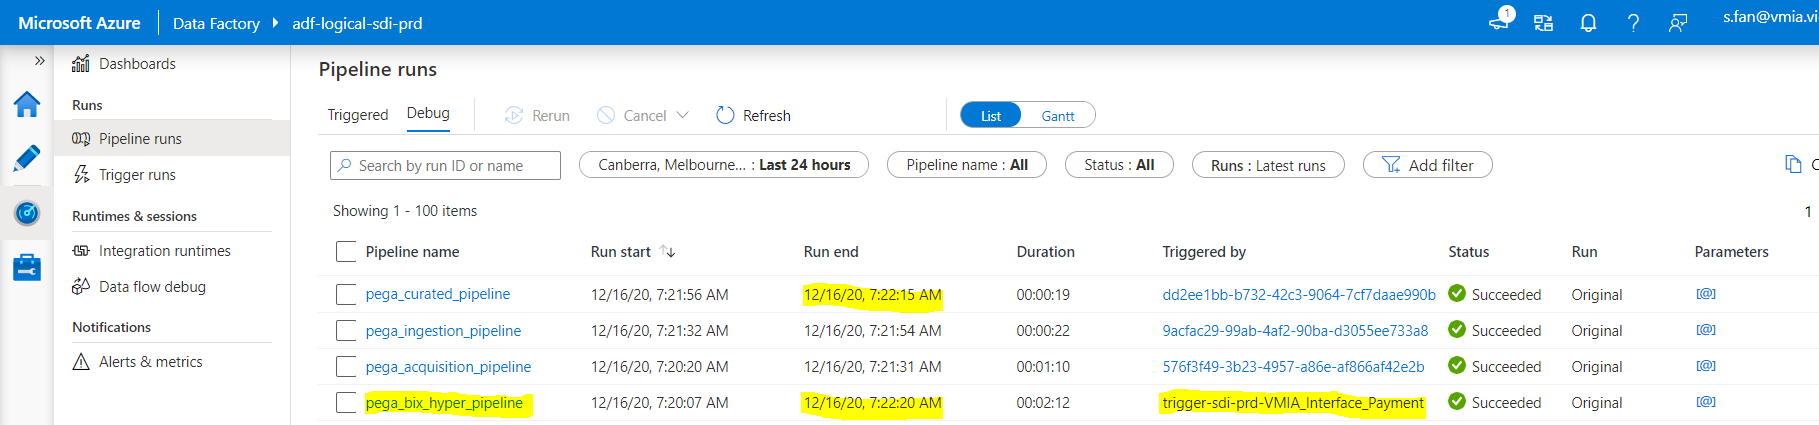 Microsoft Azure Data Factory adf-logical-sdi-prd 1 s.fan@vmia.vi
Dashboards
Runs
Pipeline runs
Trigger runs
Runtimes & sessions
Integration runtimes
Data flow debug
Notifications
Alerts & metrics
Pipeline runs
Triggered Debug Rerun Cancel Refresh List Gantt
Search by run ID or name Canberra, Melbourne... : Last 24 hours Pipeline name : All Status : All Runs : Latest runs Add filter
Showing 1 - 100 items 1
Pipeline name Run start Run end Duration Triggered by Status Run Parameters
pega_curated_pipeline 12/16/20, 7:21:56 AM 12/16/20, 7:22:15 AM 00:00:19 dd2ee1bb-b732-42c3-9064-7cf7daae990b Succeeded Original [@]
pega_ingestion_pipeline 12/16/20, 7:21:32 AM 12/16/20, 7:21:54 AM 00:00:22 9acfac29-99ab-4af2-90ba-d3055ee733a8 Succeeded Original [@]
pega_acquisition_pipeline 12/16/20, 7:20:20 AM 12/16/20, 7:21:31 AM 00:01:10 576f3f49-3b23-4957-a86e-af866af42e2b Succeeded Original [@]
pega_bix_hyper_pipeline 12/16/20, 7:20:07 AM 12/16/20, 7:22:20 AM 00:02:12 trigger-sdi-prd-VMIA_Interface_Payment Succeeded Original [@]